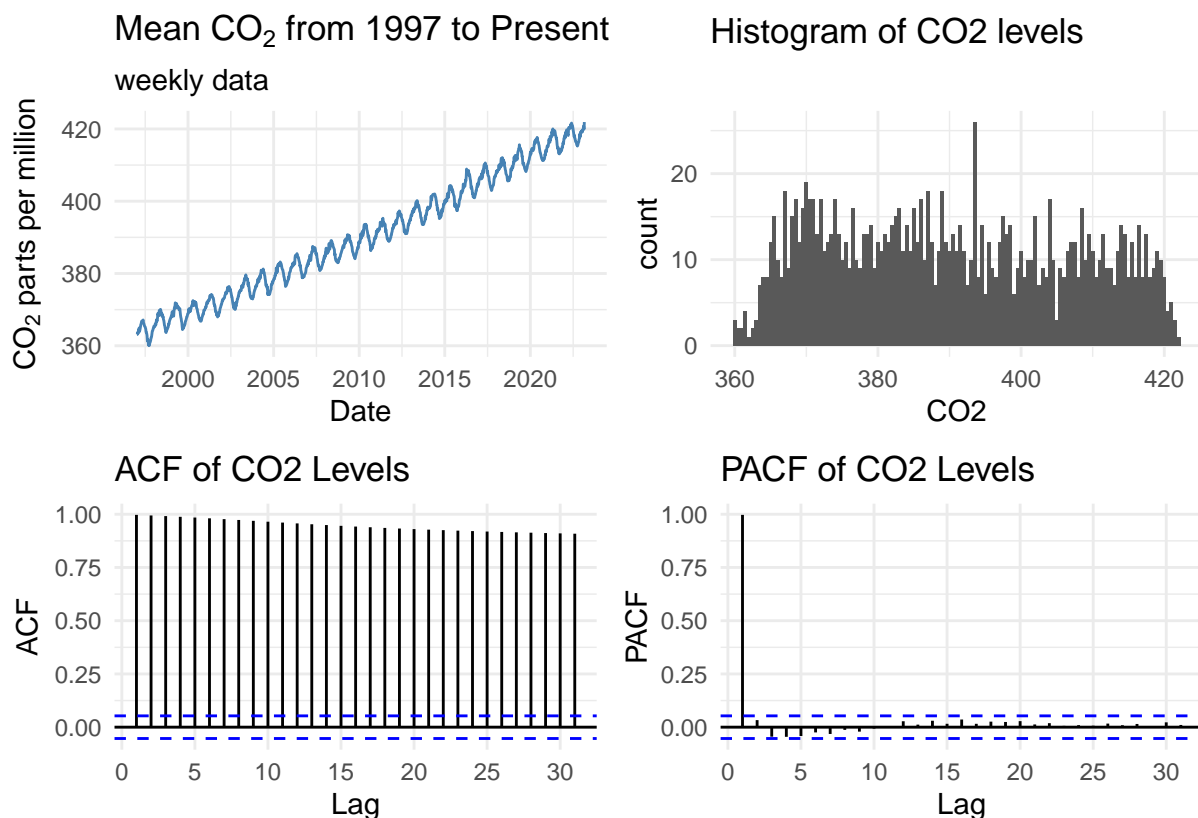 Mean CO₂ from 1997 to Present
weekly data
CO₂ parts per million
420
400
380
360
2000 2005 2010 2015 2020
Date
Histogram of CO2 levels
count
20
10
0
360 380 400 420
CO2
ACF of CO2 Levels
ACF
1.00
0.75
0.50
0.25
0.00
0 5 10 15 20 25 30
Lag
PACF of CO2 Levels
PACF
1.00
0.75
0.50
0.25
0.00
0 5 10 15 20 25 30
Lag